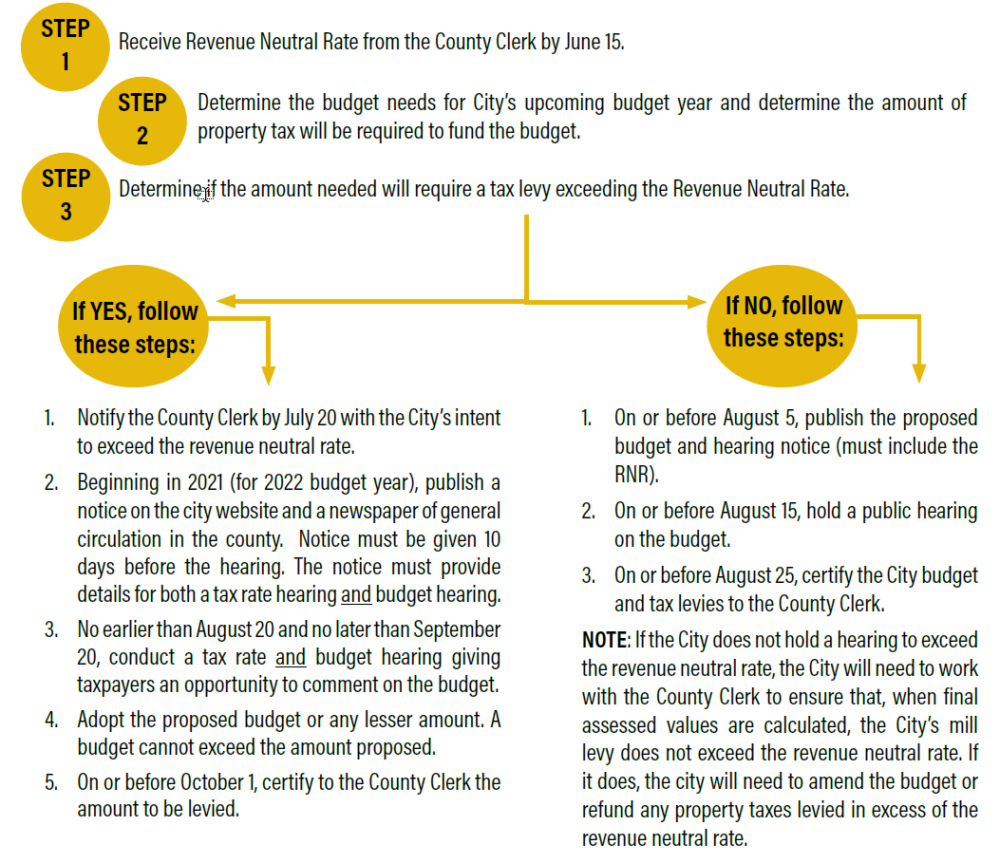 STEP
1
Receive Revenue Neutral Rate from the County Clerk by June 15.
STEP
2
Determine the budget needs for City's upcoming budget year and determine the amount of
property tax will be required to fund the budget.
STEP
3
Determine if the amount needed will require a tax levy exceeding the Revenue Neutral Rate.
If YES, follow
these steps:
1. Notify the County Clerk by July 20 with the City's intent
to exceed the revenue neutral rate.
2. Beginning in 2021 (for 2022 budget year), publish a
notice on the city website and a newspaper of general
circulation in the county. Notice must be given 10
days before the hearing. The notice must provide
details for both a tax rate hearing and budget hearing.
3. No earlier than August 20 and no later than September
20, conduct a tax rate and budget hearing giving
taxpayers an opportunity to comment on the budget.
4. Adopt the proposed budget or any lesser amount. A
budget cannot exceed the amount proposed.
5. On or before October 1, certify to the County Clerk the
amount to be levied.
If NO, follow
these steps:
1. On or before August 5, publish the proposed
budget and hearing notice (must include the
RNR).
2. On or before August 15, hold a public hearing
on the budget.
3. On or before August 25, certify the City budget
and tax levies to the County Clerk.
NOTE: If the City does not hold a hearing to exceed
the revenue neutral rate, the City will need to work
with the County Clerk to ensure that, when final
assessed values are calculated, the City's mill
levy does not exceed the revenue neutral rate. If
it does, the city will need to amend the budget or
refund any property taxes levied in excess of the
revenue neutral rate.